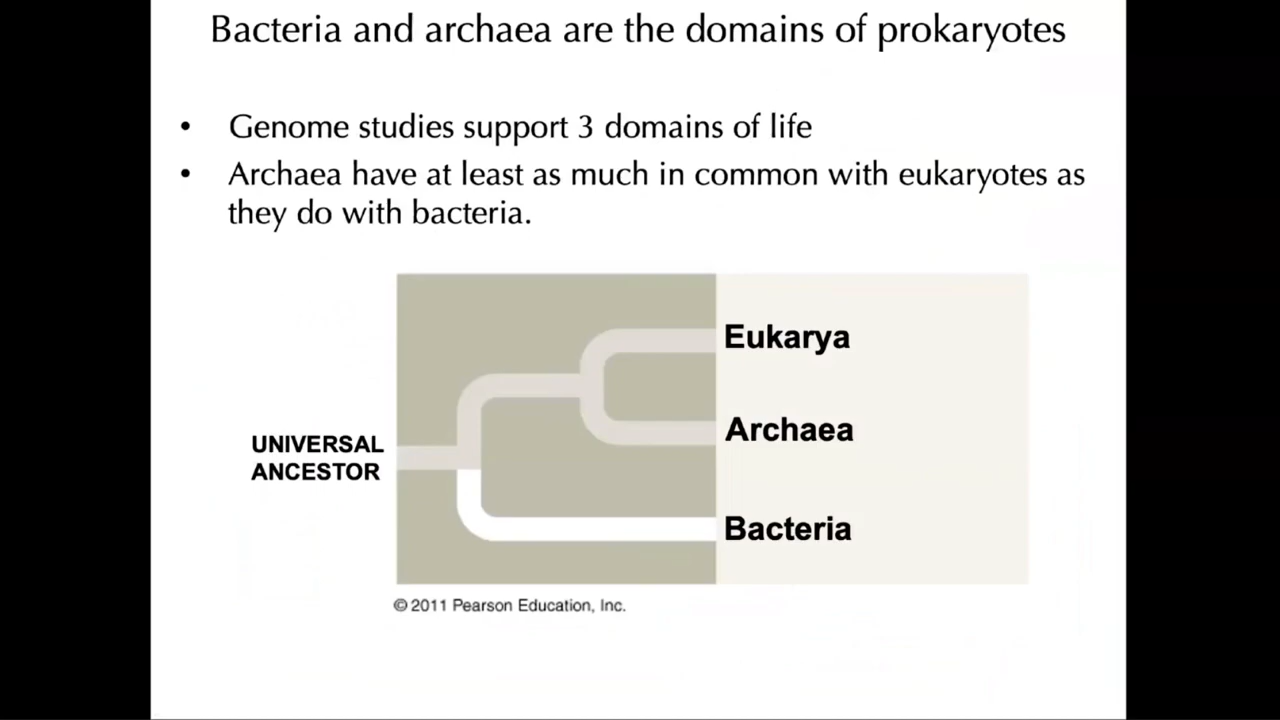 Bacteria and archaea are the domains of prokaryotes
• Genome studies support 3 domains of life
• Archaea have at least as much in common with eukaryotes as
they do with bacteria.
Eukarya
Archaea
UNIVERSAL
ANCESTOR
Bacteria
© 2011 Pearson Education, Inc.